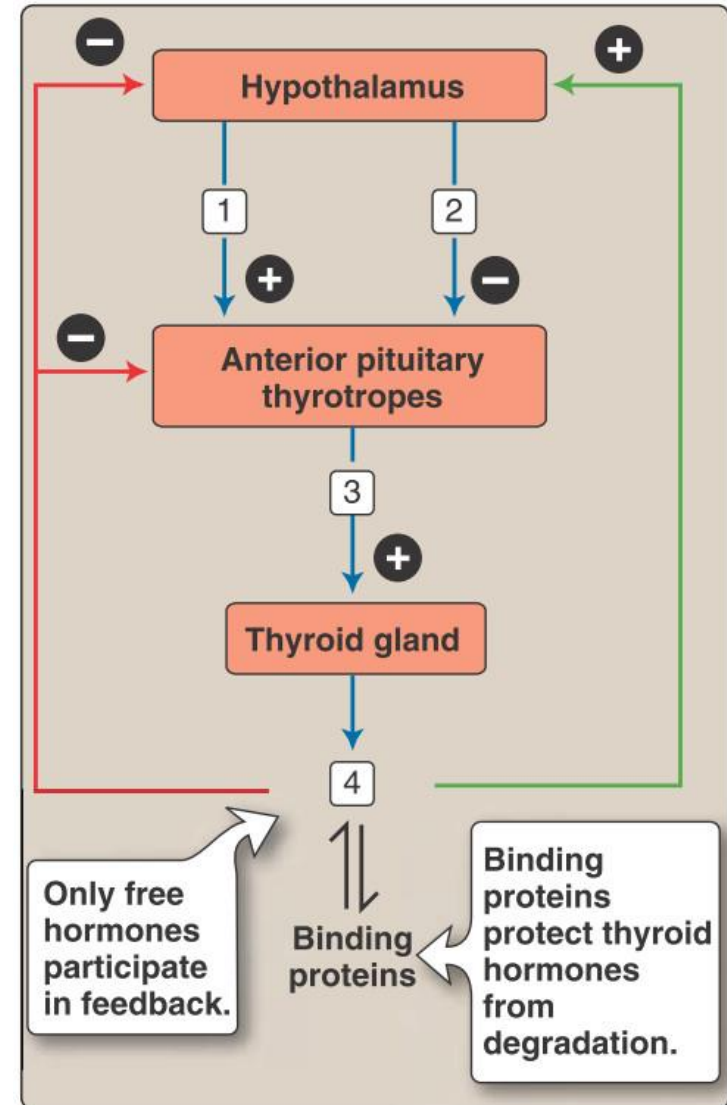 −
+
Hypothalamus
1
2
+
−
−
Anterior pituitary
thyrotropes
3
+
Thyroid gland
4
Only free
hormones
participate
in feedback.
Binding
proteins
Binding
proteins
protect thyroid
hormones
from
degradation.